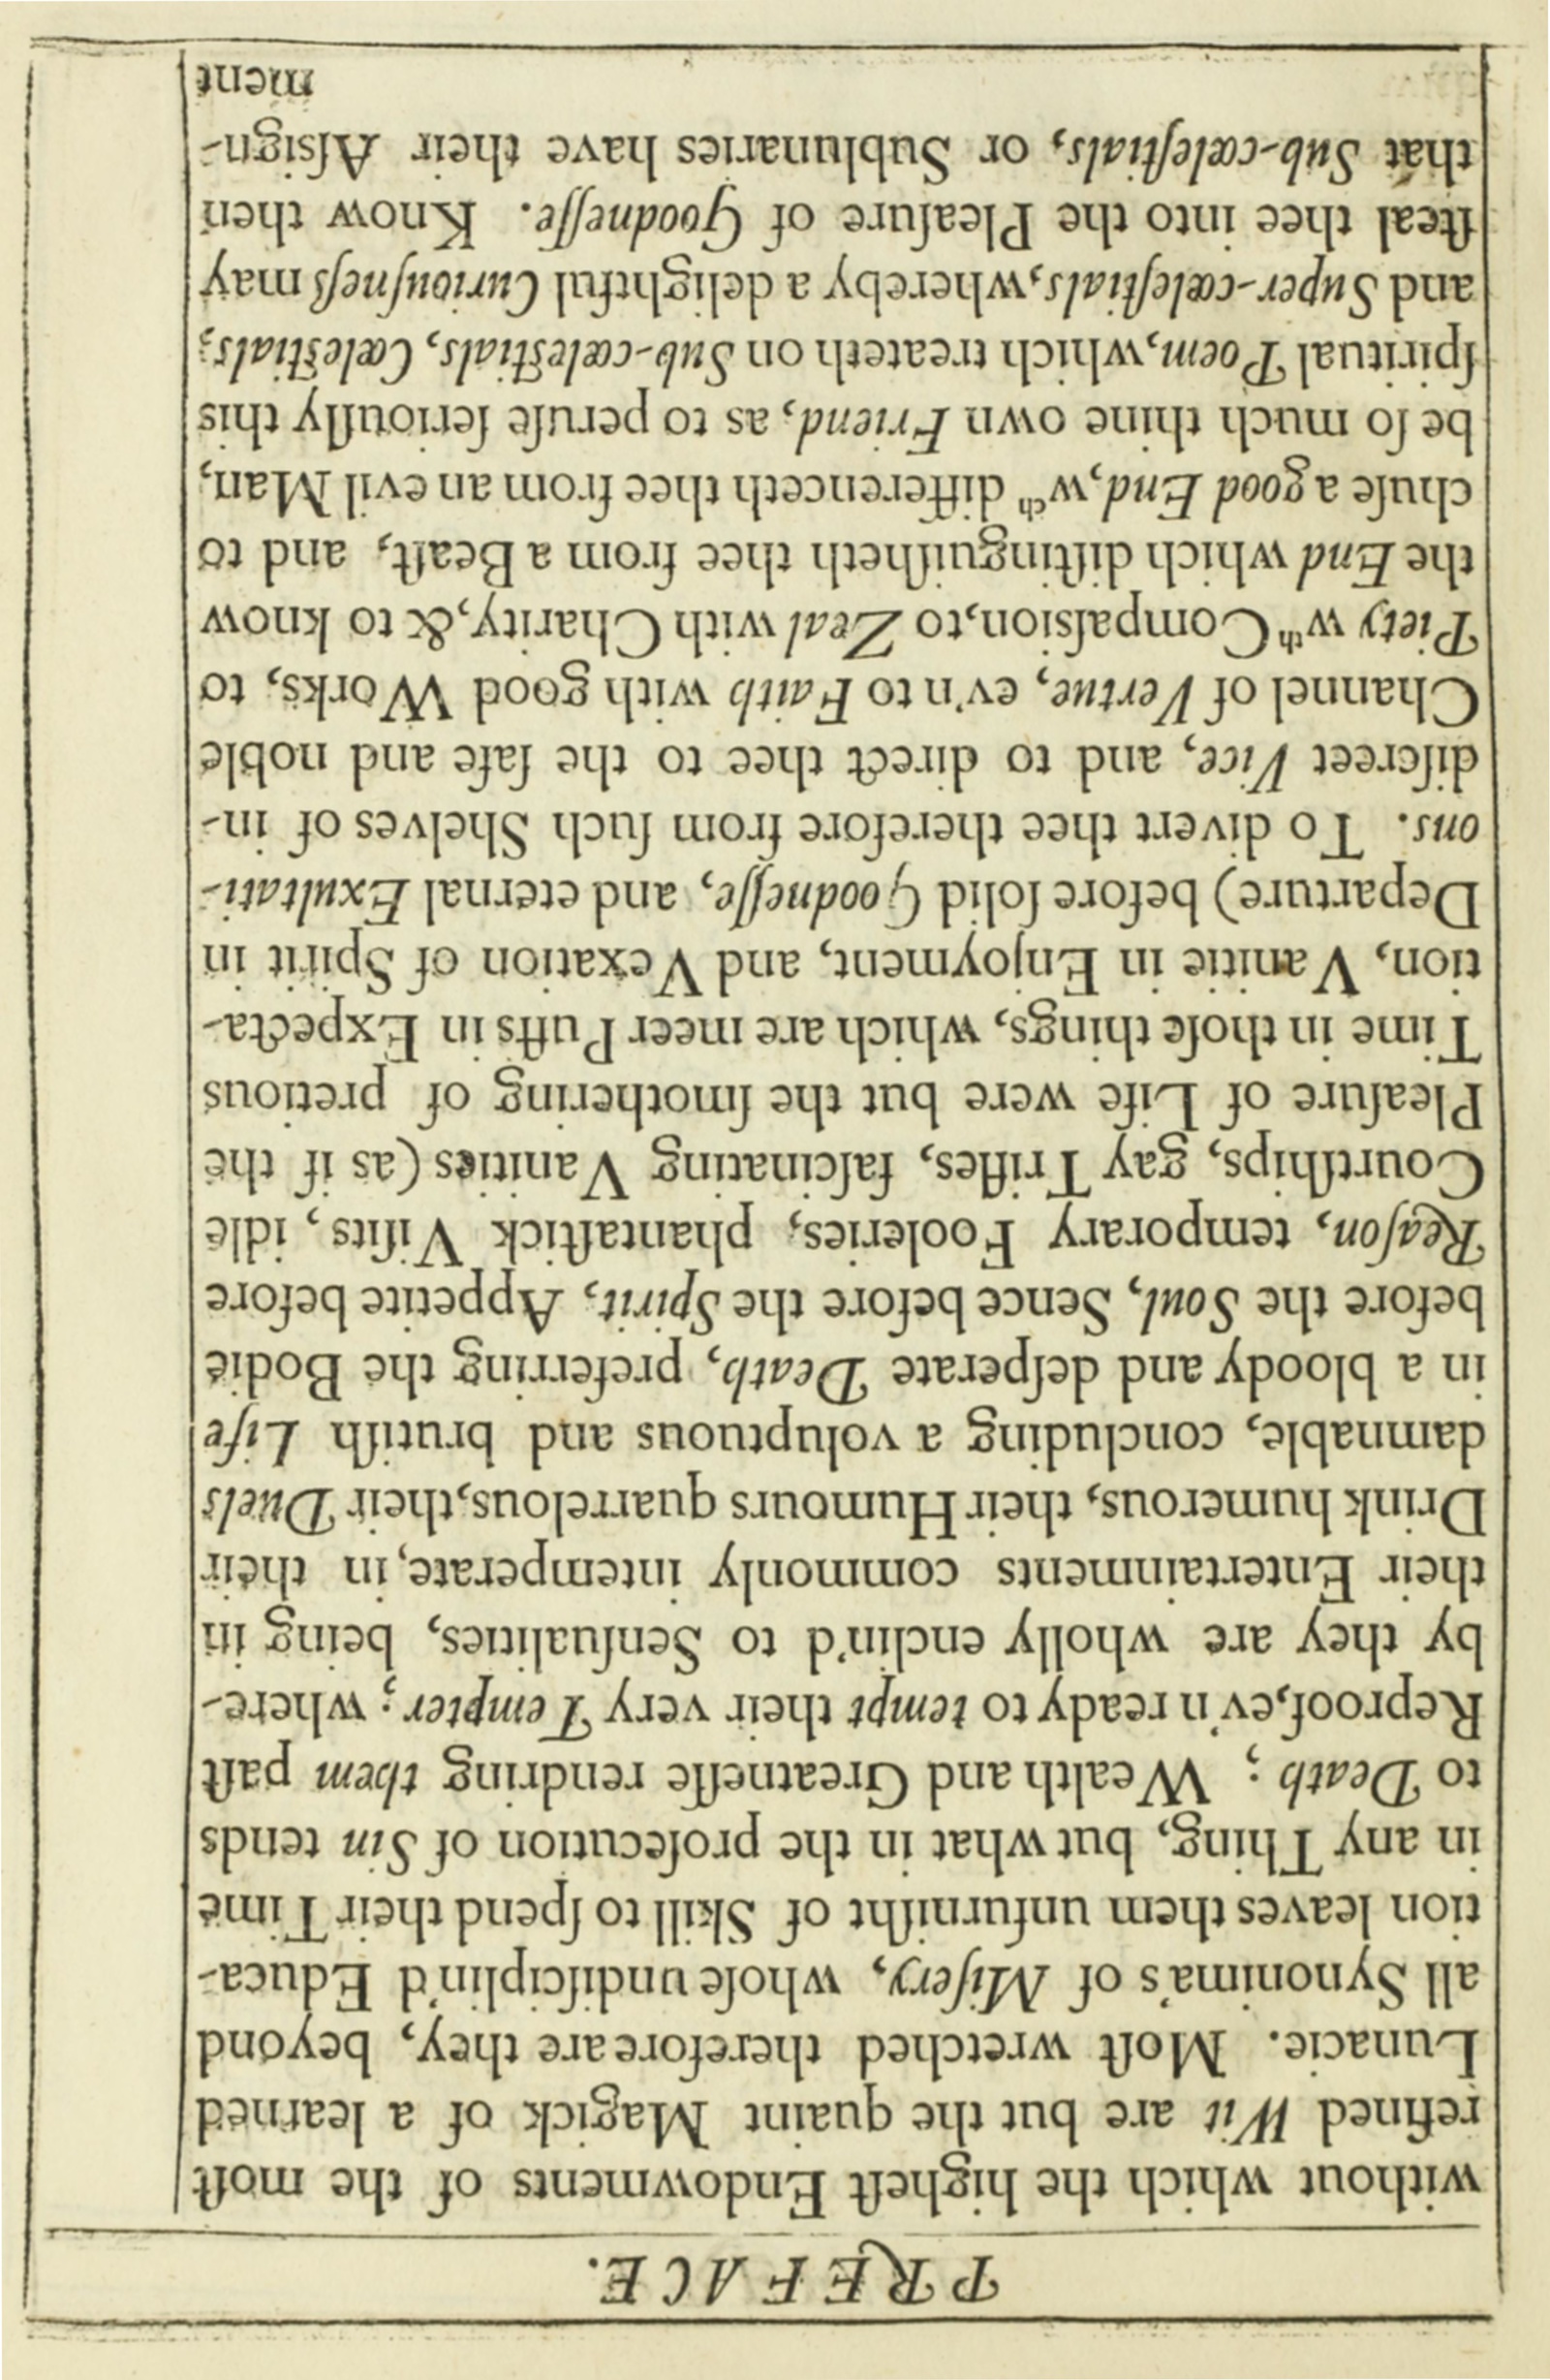 PREFACE.
without which the higheſt Endowments of the moſt
refined Wit are but the quaint Magick of a learned
Lunacie. Moſt wretched therefore are they, beyond
all Synonima's of Miſery, whoſe undiſciplin'd Educa-
tion leaves them unfurniſht of Skill to ſpend their Time
in any Thing, but what in the proſecution of Sin tends
to Death; Wealth and Greatneſſe rendring them paſt
Reproof, ev'n ready to tempt their very Tempter; where-
by they are wholly enclin'd to Senſualities, being in
their Entertainments commonly intemperate, in their
Drink humerous, their Humours quarrelous, their Duels
damnable, concluding a voluptuous and brutiſh Life
in a bloody and deſperate Death, preferring the Bodie
before the Soul, Sence before the Spirit, Appetite before
Reaſon, temporary Fooleries, phantaſtick Viſits, idle
Courtſhips, gay Trifles, faſcinating Vanities (as if the
Pleaſure of Life were but the ſmothering of pretious
Time in thoſe things, which are meer Puffs in Expecta-
tion, Vanitie in Enjoyment, and Vexation of Spirit in
Departure) before ſolid Goodneſſe, and eternal Exultati-
ons. To divert thee therefore from ſuch Shelves of in-
diſcreet Vice, and to direct thee to the ſafe and noble
Channel of Vertue, ev'n to Faith with good Works, to
Piety wth Compaſsion, to Zeal with Charity, & to know
the End which diſtinguiſheth thee from a Beaſt, and to
chuſe a good End, wch differenceth thee from an evil Man,
be ſo much thine own Friend, as to peruſe ſeriouſly this
ſpiritual Poem, which treateth on Sub-cœleſtials, Cœleſtials,
and Super-cœleſtials, whereby a delightful Curiouſneſs may
ſteal thee into the Pleaſure of Goodneſſe. Know then
that Sub-cœleſtials, or Sublunaries have their Aſsign-
ment